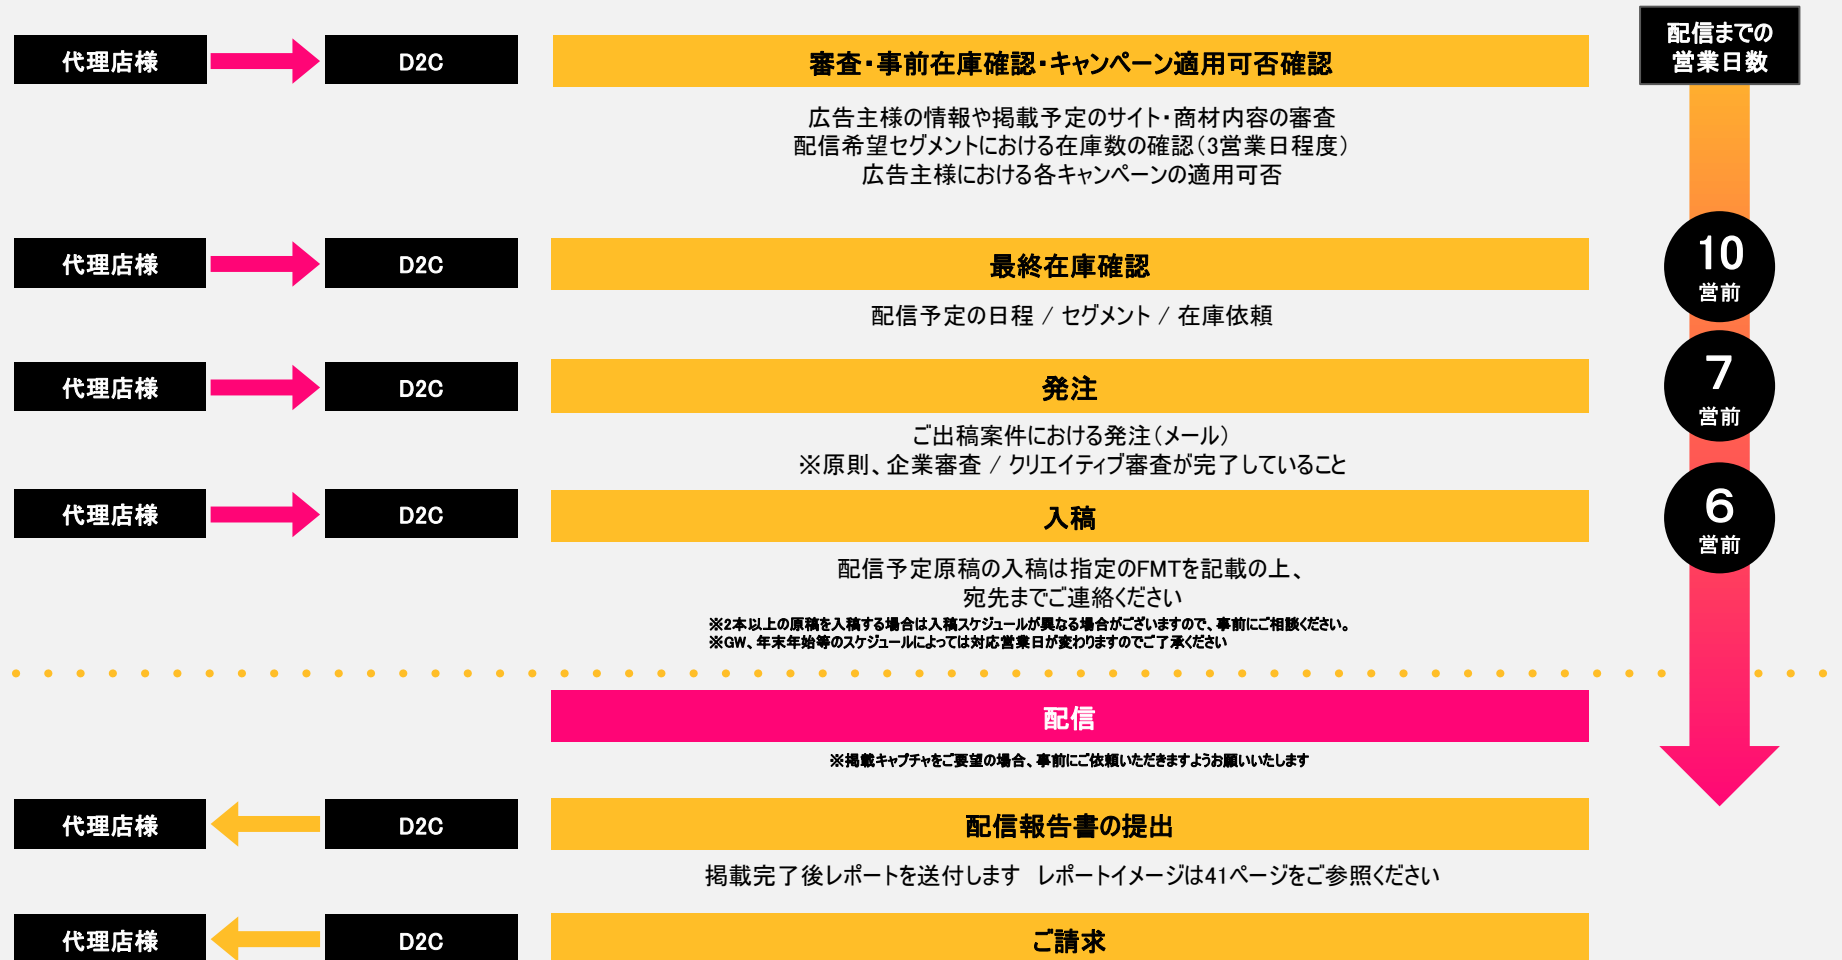 配信までの
営業日数
代理店様
D2C
審査・事前在庫確認・キャンペーン適用可否確認
広告主様の情報や掲載予定のサイト・商材内容の審査
配信希望セグメントにおける在庫数の確認（3営業日程度）
広告主様における各キャンペーンの適用可否
代理店様
D2C
最終在庫確認
10
営前
配信予定の日程 / セグメント / 在庫依頼
代理店様
D2C
発注
7
営前
ご出稿案件における発注（メール）
※原則、企業審査 / クリエイティブ審査が完了していること
代理店様
D2C
入稿
6
営前
配信予定原稿の入稿は指定のFMTを記載の上、
宛先までご連絡ください
※2本以上の原稿を入稿する場合は入稿スケジュールが異なる場合がございますので、事前にご相談ください。
※GW、年末年始等のスケジュールによっては対応営業日が変わりますのでご了承ください
配信
※掲載キャプチャをご要望の場合、事前にご依頼いただきますようお願いいたします
代理店様
D2C
配信報告書の提出
掲載完了後レポートを送付します　レポートイメージは41ページをご参照ください
代理店様
D2C
ご請求